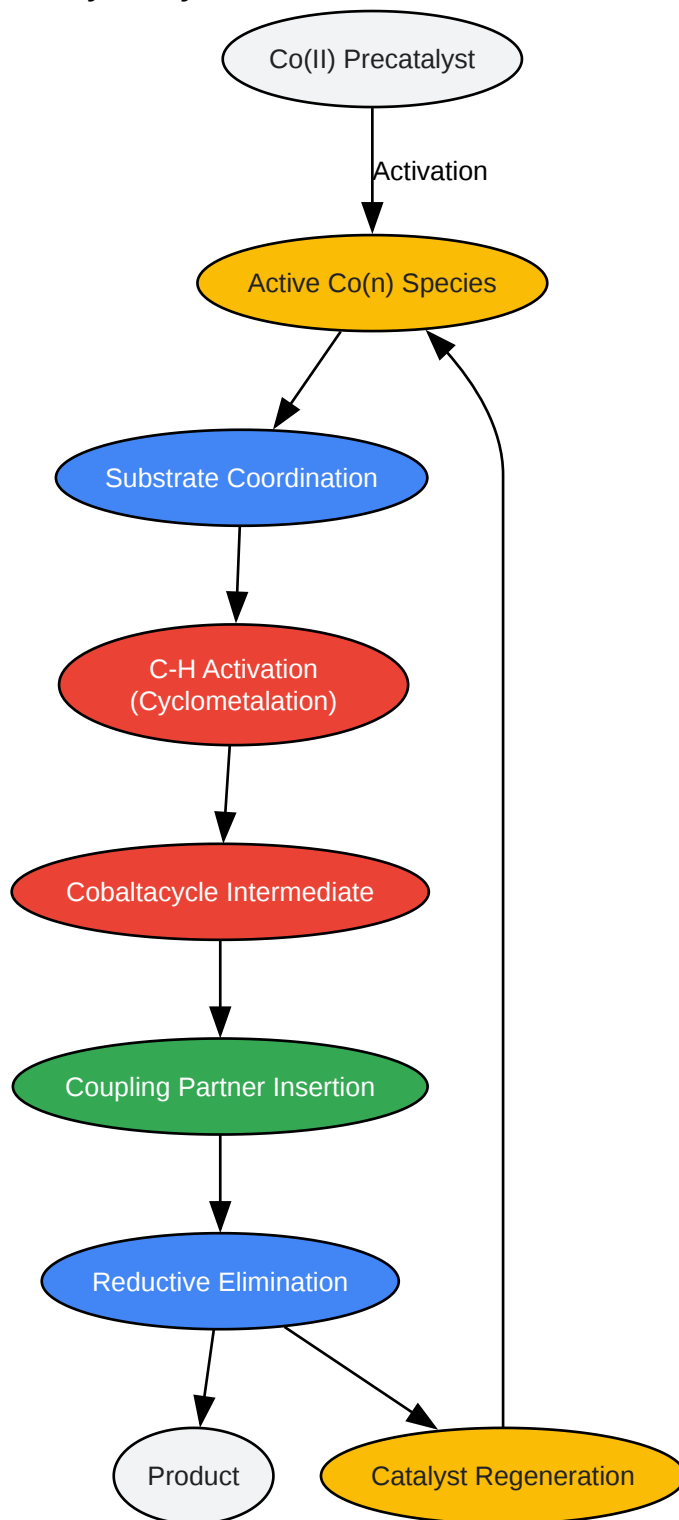 Co(II) Precatalyst
Activation
Active Co(n) Species
Substrate Coordination
C-H Activation
(Cyclometalation)
Cobaltacycle Intermediate
Coupling Partner Insertion
Reductive Elimination
Product
Catalyst Regeneration